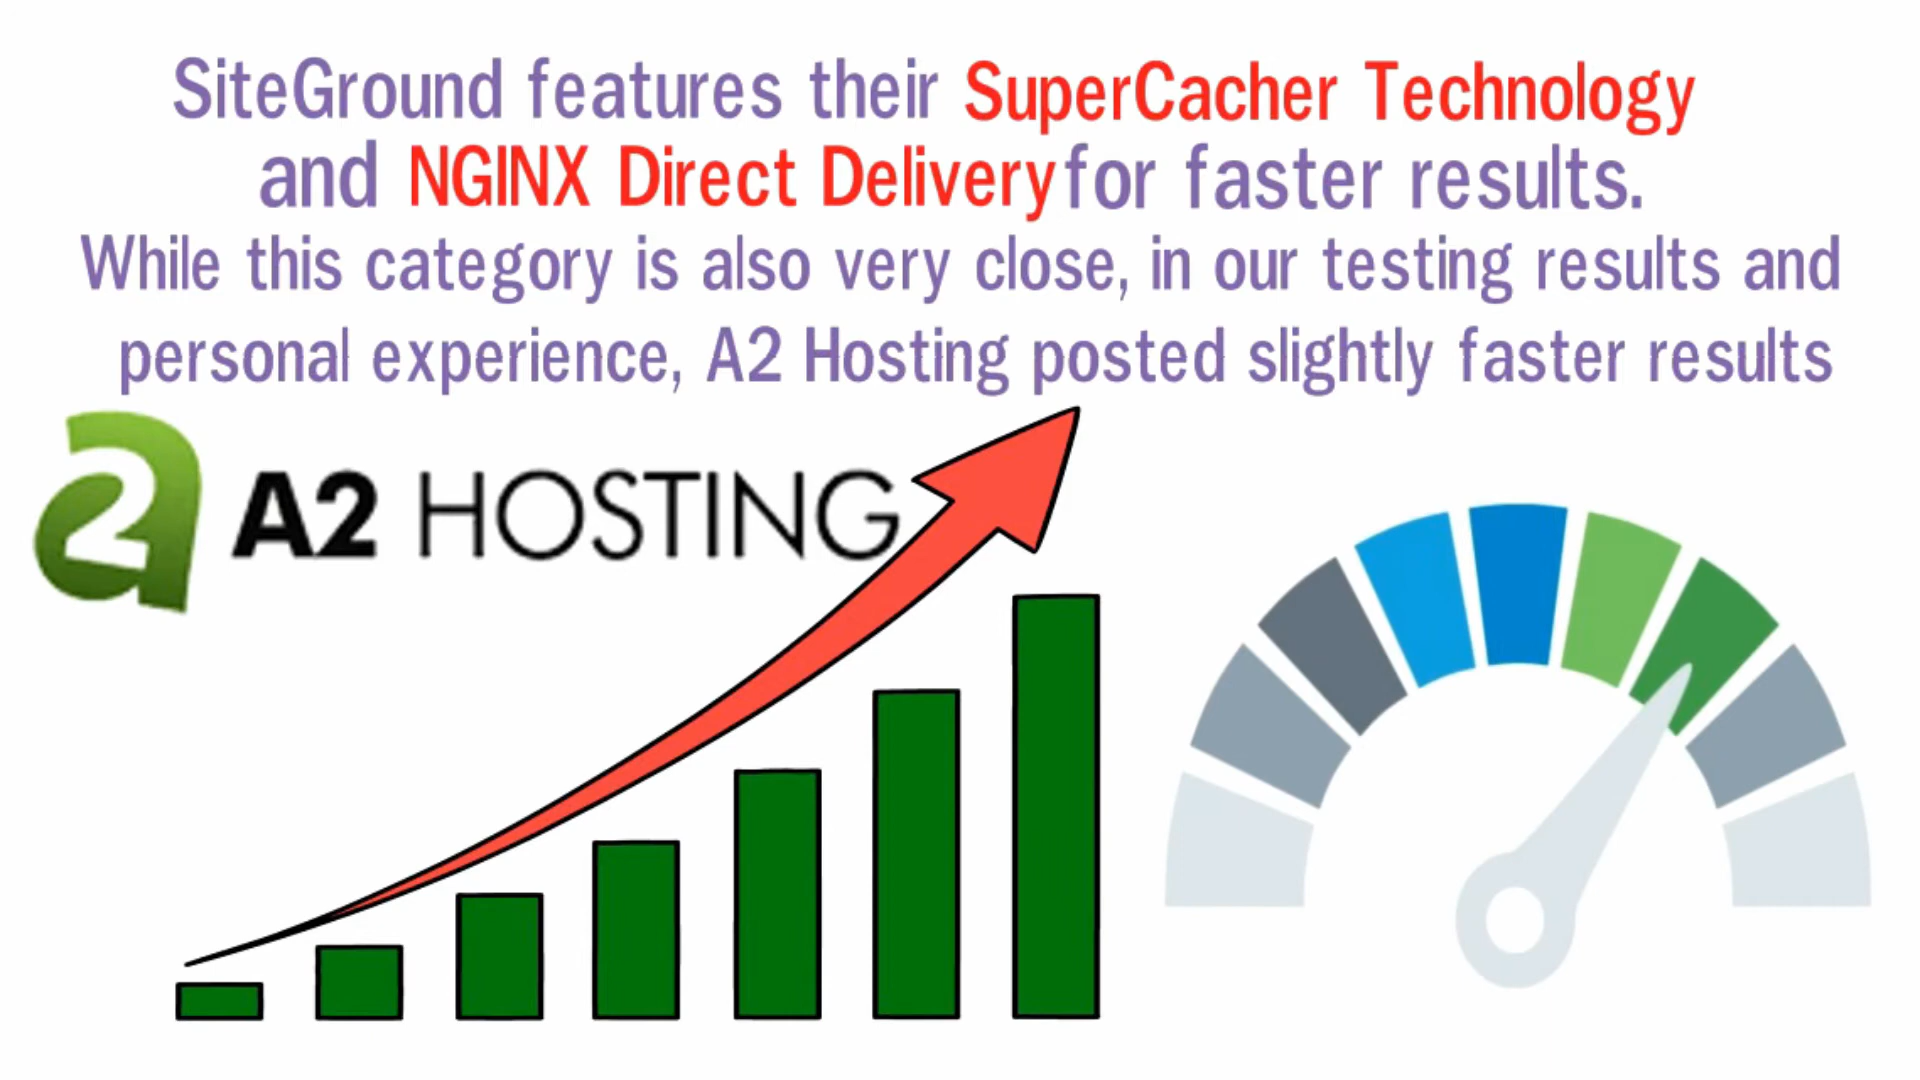 SiteGround features their SuperCacher Technology
and NGINX Direct Delivery for faster results.
While this category is also very close, in our testing results and
personal experience, A2 Hosting posted slightly faster results
a2 A2 HOSTING